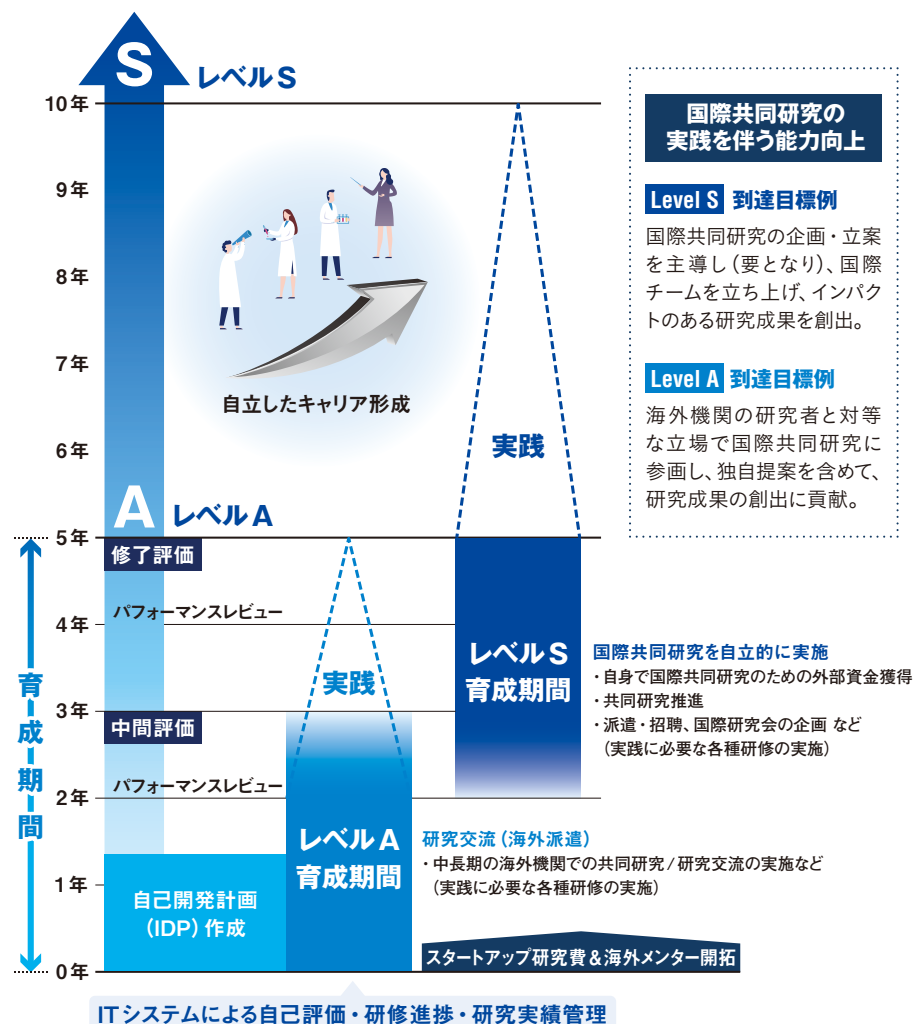 S
レベルS
10年
9年
8年
7年
6年
5年
4年
3年
2年
1年
0年
自立したキャリア形成
実践
A
レベルA
修了評価
パフォーマンスレビュー
中間評価
パフォーマンスレビュー
育成期間
自己開発計画
(IDP)作成
実践
レベルA
育成期間
レベルS
育成期間
国際共同研究の
実践を伴う能力向上
Level S 到達目標例
国際共同研究の企画・立案
を主導し(要となり)、国際
チームを立ち上げ、インパク
トのある研究成果を創出。
Level A 到達目標例
海外機関の研究者と対等
な立場で国際共同研究に
参画し、独自提案を含めて、
研究成果の創出に貢献。
国際共同研究を自立的に実施
・自身で国際共同研究のための外部資金獲得
・共同研究推進
・派遣・招聘、国際研究会の企画 など
(実践に必要な各種研修の実施)
研究交流(海外派遣)
・中長期の海外機関での共同研究/研究交流の実施など
(実践に必要な各種研修の実施)
スタートアップ研究費&海外メンター開拓
ITシステムによる自己評価・研修進捗・研究実績管理